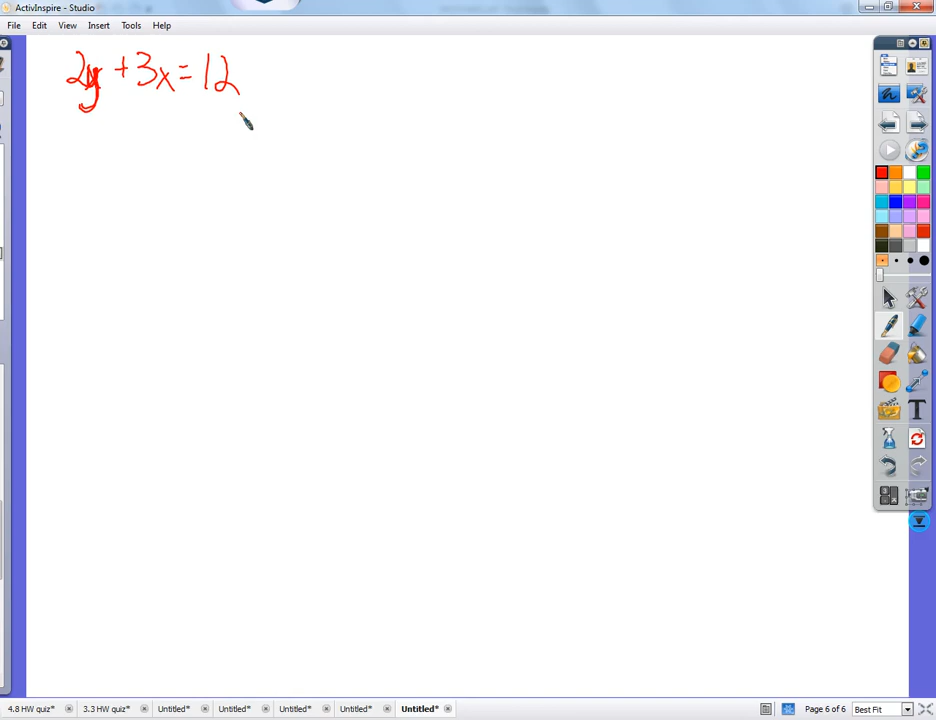 ActivInspire - Studio
File Edit View Insert Tools Help
2y + 3x = 12
Page 6 of 6 Best Fit
4.8 HW quiz* 3.3 HW quiz* Untitled* Untitled* Untitled* Untitled* Untitled*